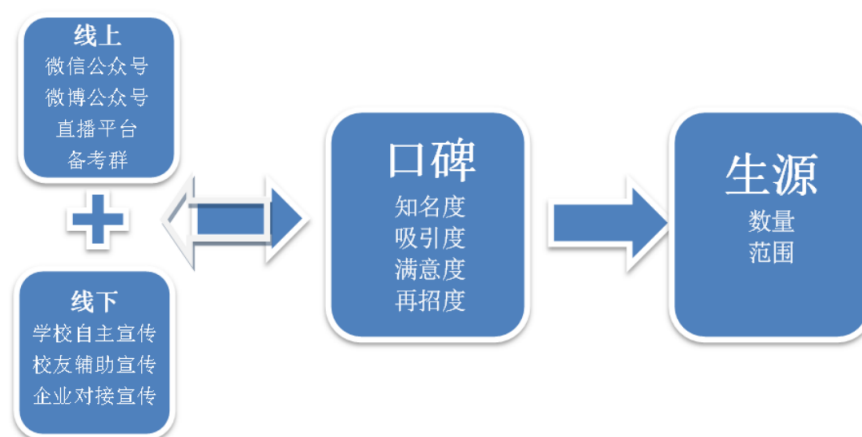 线上
微信公众号
微博公众号
直播平台
备考群
线下
学校自主宣传
校友辅助宣传
企业对接宣传
口碑
知名度
吸引度
满意度
再招度
生源
数量
范围